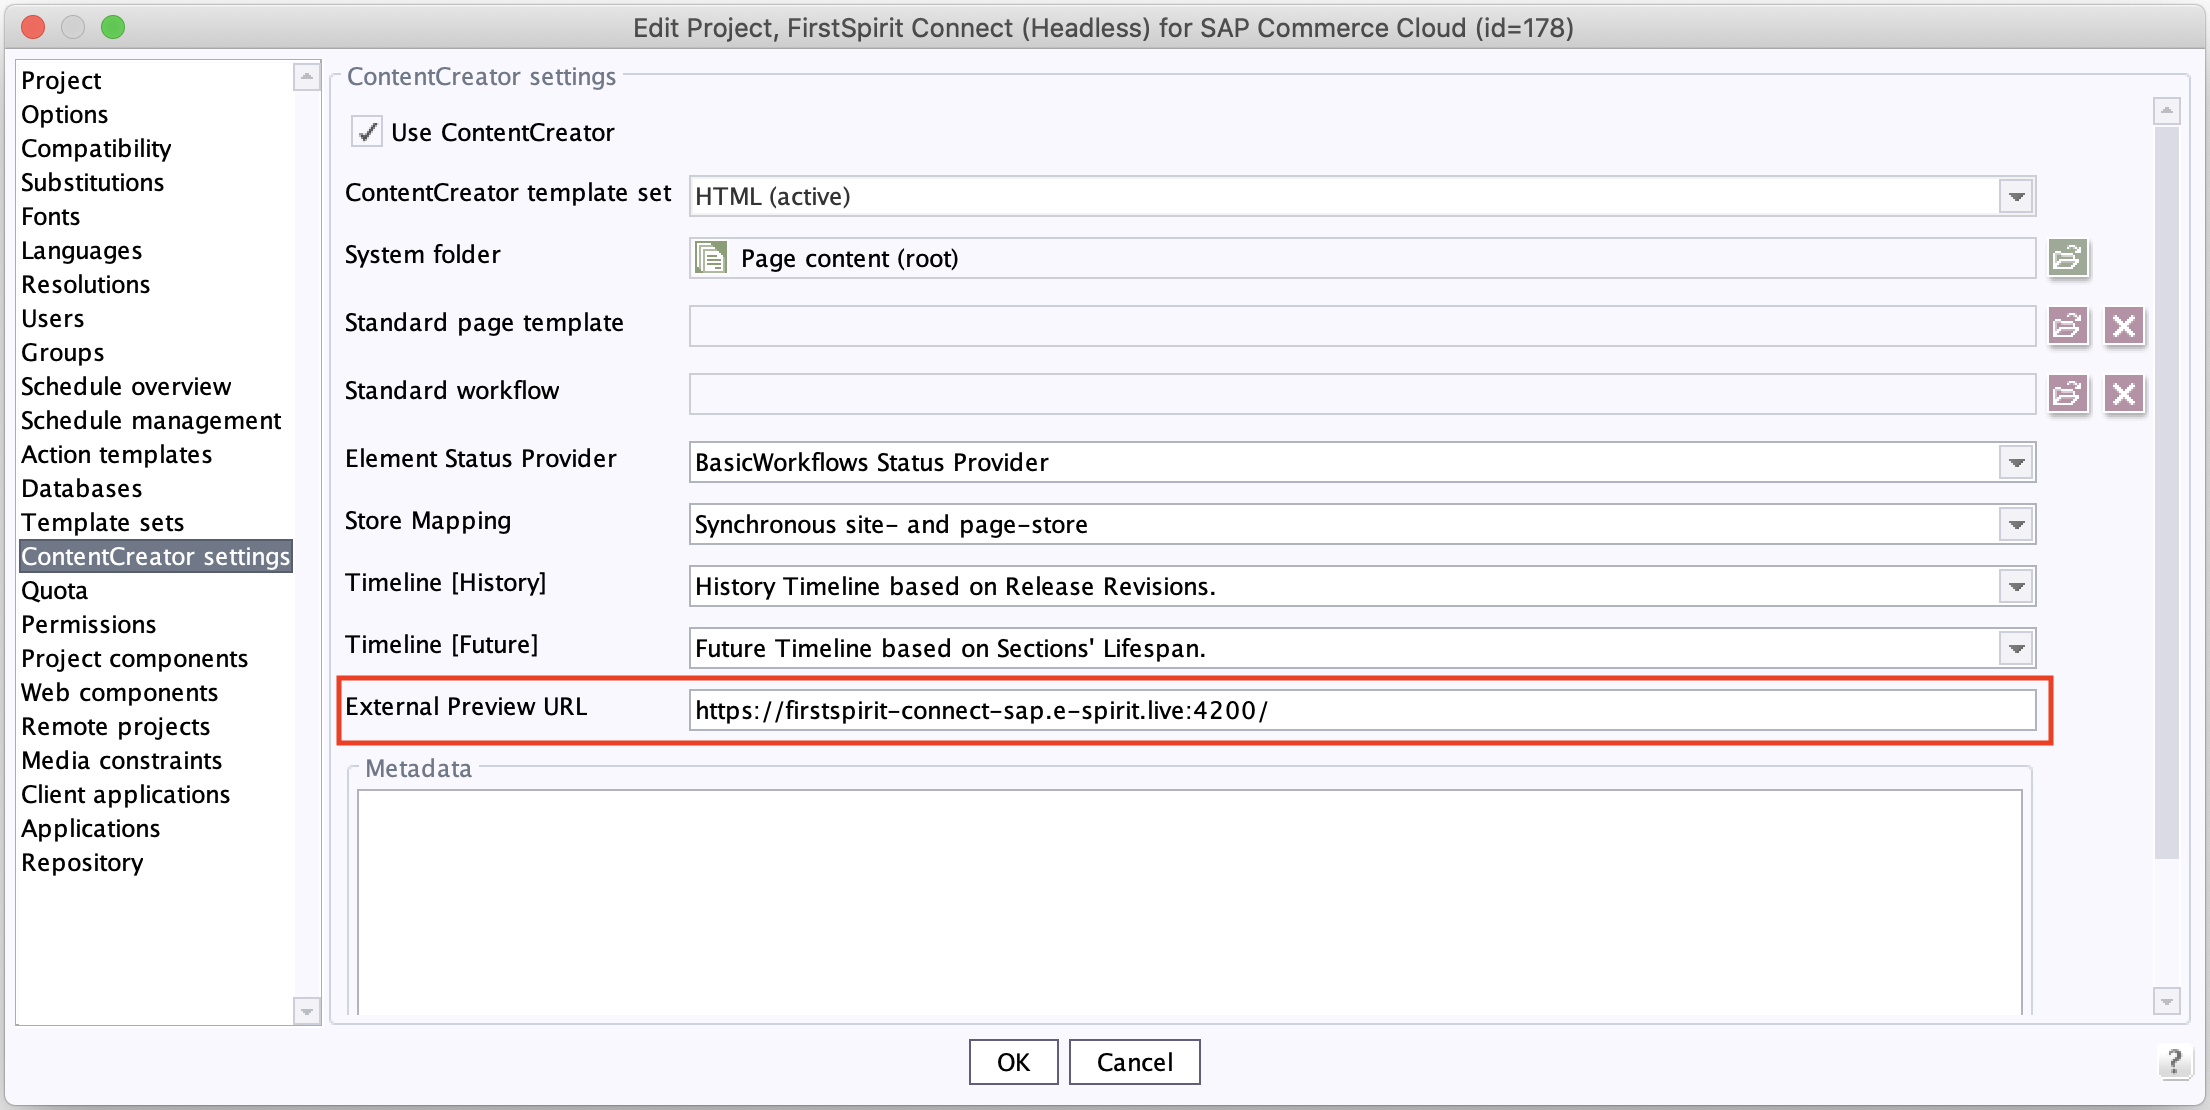 Edit Project, FirstSpirit Connect (Headless) for SAP Commerce Cloud (id=178)
Project
Options
Compatibility
Substitutions
Fonts
Languages
Resolutions
Users
Groups
Schedule overview
Schedule management
Action templates
Databases
Template sets
ContentCreator settings
Quota
Permissions
Project components
Web components
Remote projects
Media constraints
Client applications
Applications
Repository
ContentCreator settings
Use ContentCreator
ContentCreator template set HTML (active)
System folder Page content (root)
Standard page template
Standard workflow
Element Status Provider BasicWorkflows Status Provider
Store Mapping Synchronous site- and page-store
Timeline [History] History Timeline based on Release Revisions.
Timeline [Future] Future Timeline based on Sections' Lifespan.
External Preview URL https://firstspirit-connect-sap.e-spirit.live:4200/
Metadata
OK Cancel
?